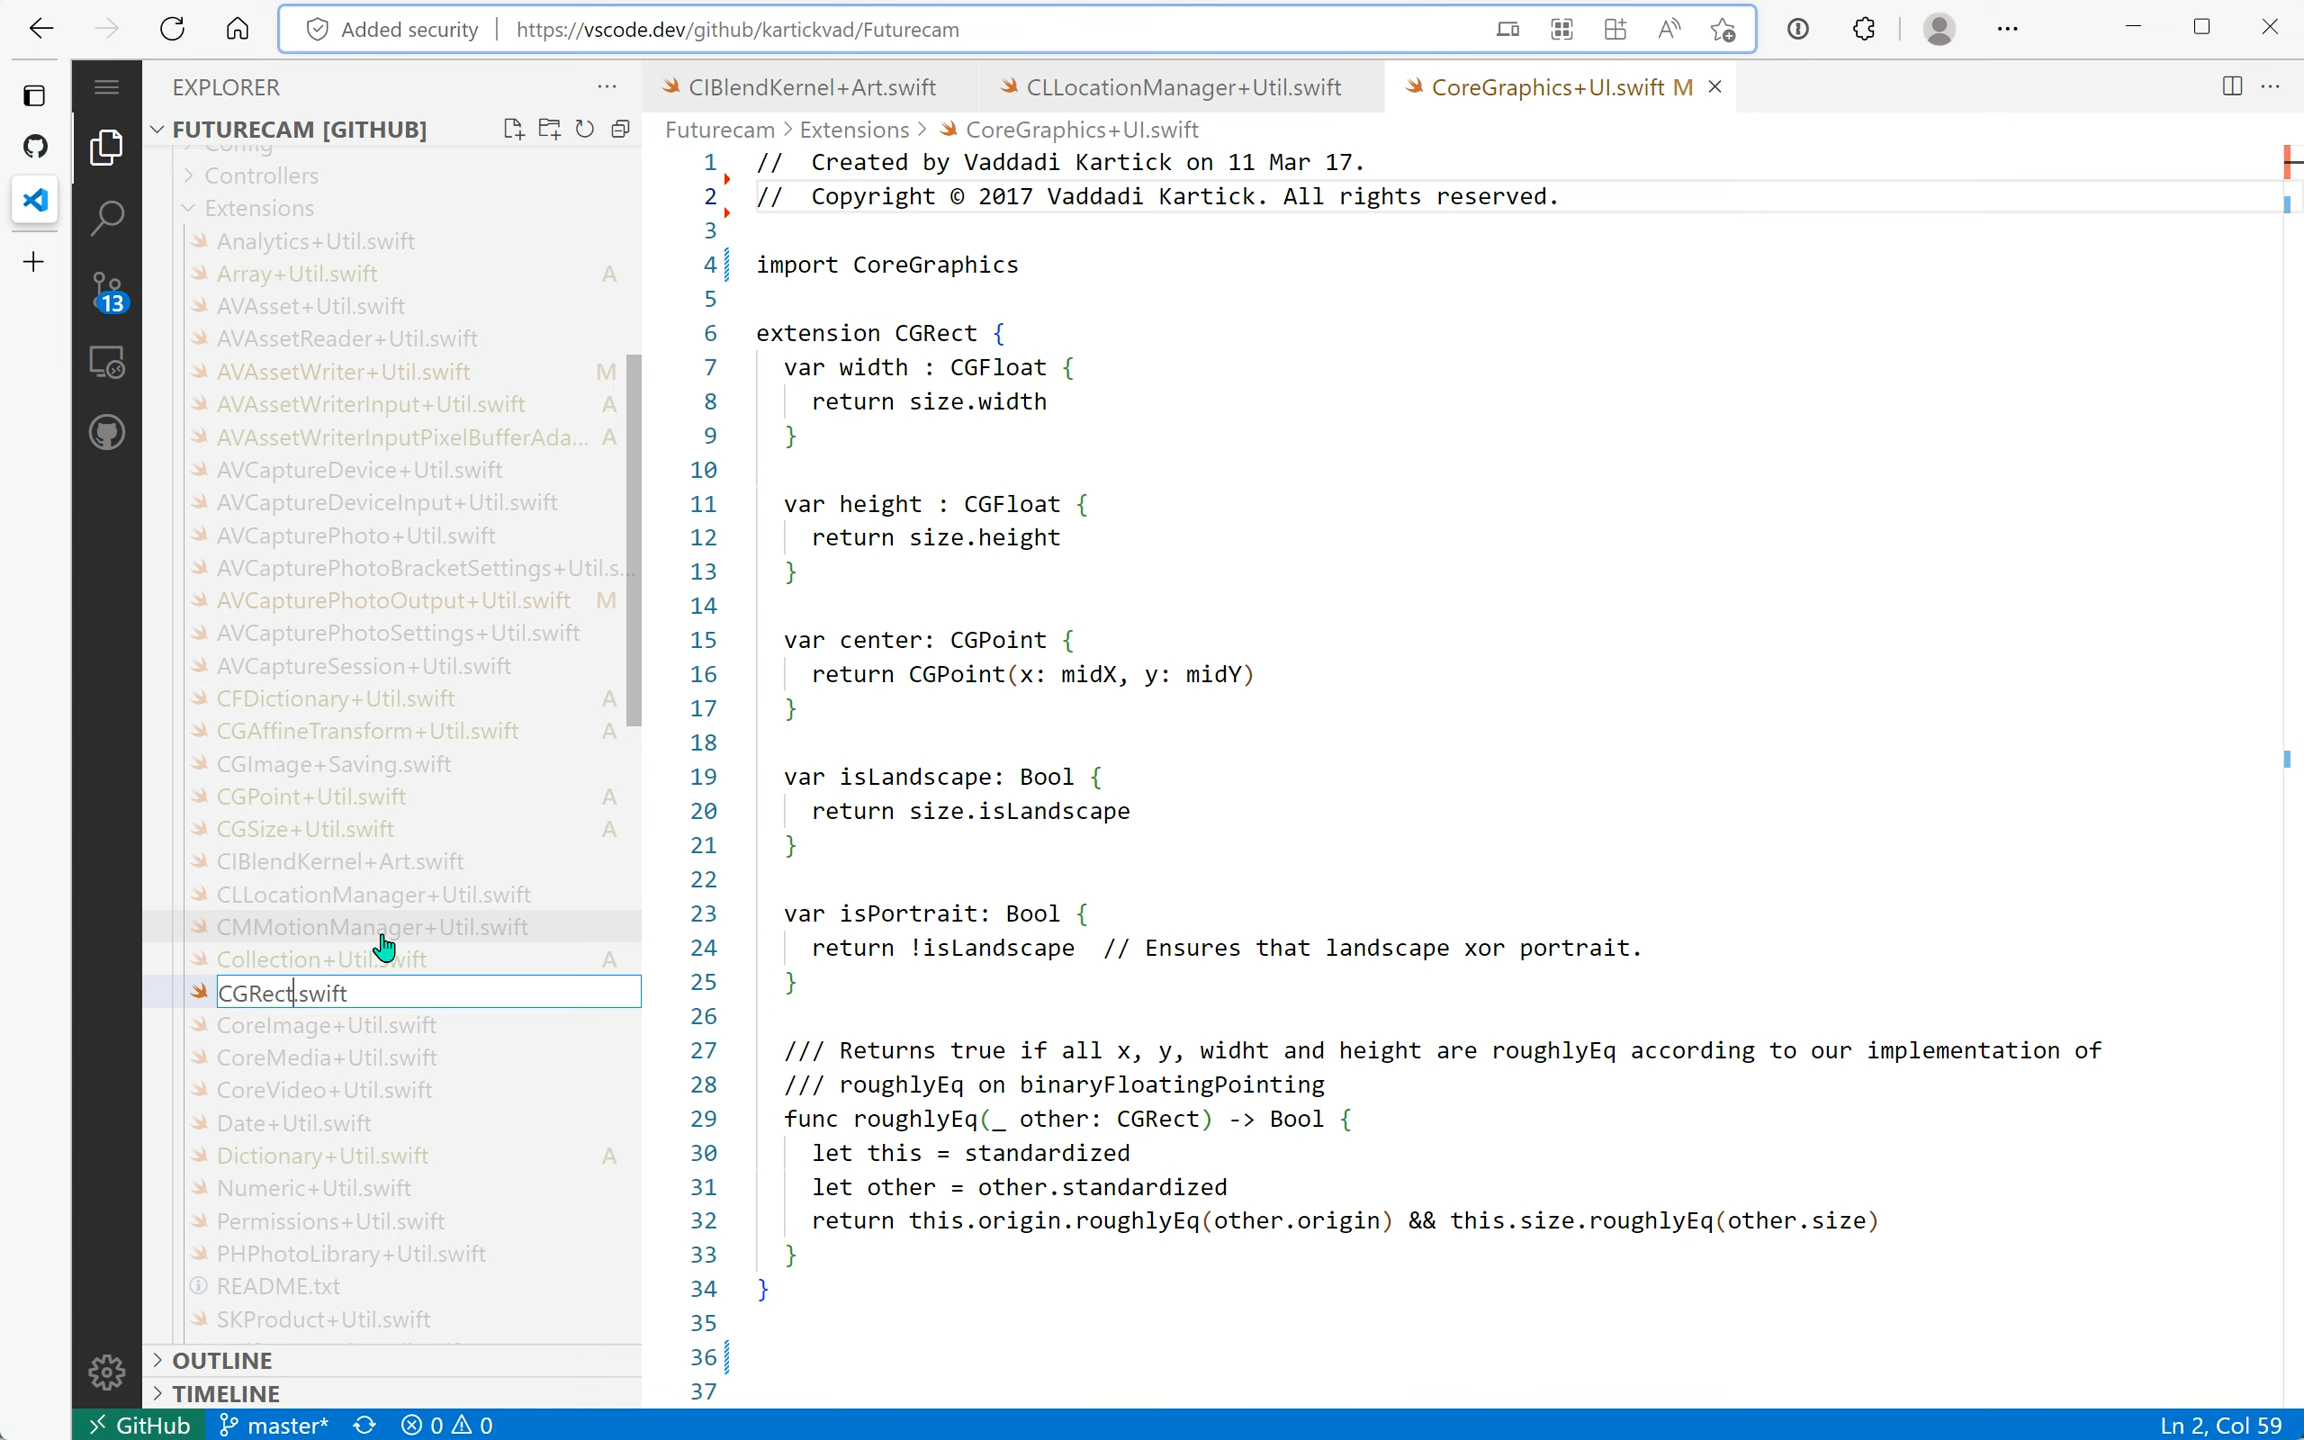 Added security
https://vscode.dev/github/kartickvad/Futurecam
EXPLORER
FUTURECAM [GITHUB]
Config
Controllers
Extensions
Analytics+Util.swift
Array+Util.swift A
AVAsset+Util.swift
AVAssetReader+Util.swift
AVAssetWriter+Util.swift M
AVAssetWriterInput+Util.swift A
AVAssetWriterInputPixelBufferAda... A
AVCaptureDevice+Util.swift
AVCaptureDeviceInput+Util.swift
AVCapturePhoto+Util.swift
AVCapturePhotoBracketSettings+Util.s...
AVCapturePhotoOutput+Util.swift M
AVCapturePhotoSettings+Util.swift
AVCaptureSession+Util.swift
CFDictionary+Util.swift A
CGAffineTransform+Util.swift A
CGImage+Saving.swift
CGPoint+Util.swift A
CGSize+Util.swift A
CIBlendKernel+Art.swift
CLLocationManager+Util.swift
CMMotionManager+Util.swift
Collection+Util.swift A
CGRect.swift
CoreImage+Util.swift
CoreMedia+Util.swift
CoreVideo+Util.swift
Date+Util.swift
Dictionary+Util.swift A
Numeric+Util.swift
Permissions+Util.swift
PHPhotoLibrary+Util.swift
README.txt
SKProduct+Util.swift
OUTLINE
TIMELINE
13
CIBlendKernel+Art.swift
CLLocationManager+Util.swift
CoreGraphics+UI.swift M
Futurecam > Extensions > CoreGraphics+UI.swift
1 // Created by Vaddadi Kartick on 11 Mar 17.
2 // Copyright © 2017 Vaddadi Kartick. All rights reserved.
3
4 import CoreGraphics
5
6 extension CGRect {
7 var width : CGFloat {
8 return size.width
9 }
10
11 var height : CGFloat {
12 return size.height
13 }
14
15 var center: CGPoint {
16 return CGPoint(x: midX, y: midY)
17 }
18
19 var isLandscape: Bool {
20 return size.isLandscape
21 }
22
23 var isPortrait: Bool {
24 return !isLandscape // Ensures that landscape xor portrait.
25 }
26
27 /// Returns true if all x, y, widht and height are roughlyEq according to our implementation of
28 /// roughlyEq on binaryFloatingPointing
29 func roughlyEq(_ other: CGRect) -> Bool {
30 let this = standardized
31 let other = other.standardized
32 return this.origin.roughlyEq(other.origin) && this.size.roughlyEq(other.size)
33 }
34 }
35
36
37
GitHub master* 0 0
Ln 2, Col 59